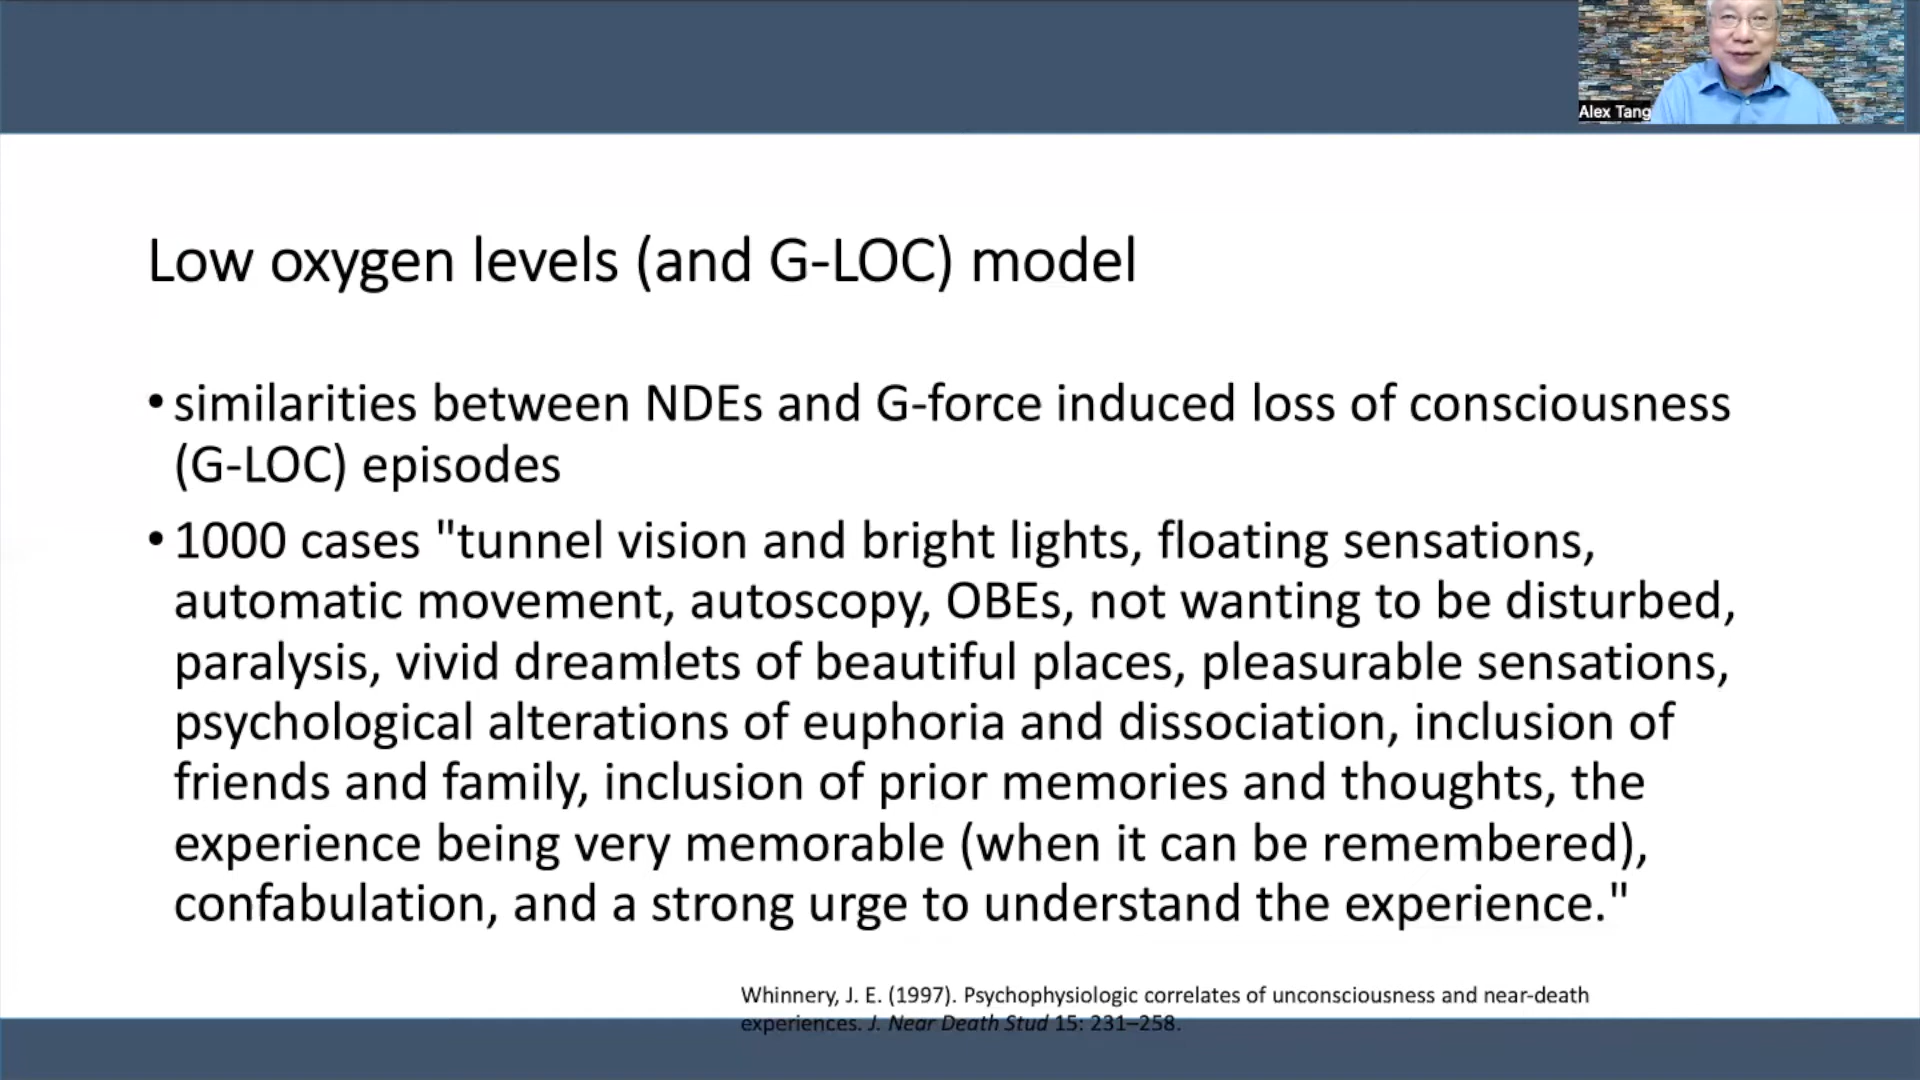 Alex Tang
Low oxygen levels (and G-LOC) model
• similarities between NDEs and G-force induced loss of consciousness
(G-LOC) episodes
• 1000 cases "tunnel vision and bright lights, floating sensations,
automatic movement, autoscopy, OBEs, not wanting to be disturbed,
paralysis, vivid dreamlets of beautiful places, pleasurable sensations,
psychological alterations of euphoria and dissociation, inclusion of
friends and family, inclusion of prior memories and thoughts, the
experience being very memorable (when it can be remembered),
confabulation, and a strong urge to understand the experience."
Whinnery, J. E. (1997). Psychophysiologic correlates of unconsciousness and near-death
experiences. J. Near Death Stud 15: 231–258.